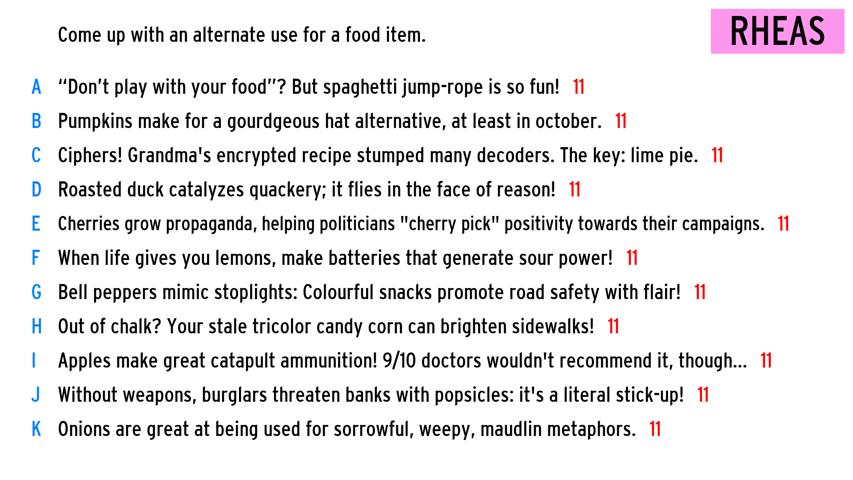 Come up with an alternate use for a food item.
RHEAS
A “Don’t play with your food”? But spaghetti jump-rope is so fun! 11
B Pumpkins make for a gourdgeous hat alternative, at least in october. 11
C Ciphers! Grandma's encrypted recipe stumped many decoders. The key: lime pie. 11
D Roasted duck catalyzes quackery; it flies in the face of reason! 11
E Cherries grow propaganda, helping politicians "cherry pick" positivity towards their campaigns. 11
F When life gives you lemons, make batteries that generate sour power! 11
G Bell peppers mimic stoplights: Colourful snacks promote road safety with flair! 11
H Out of chalk? Your stale tricolor candy corn can brighten sidewalks! 11
I Apples make great catapult ammunition! 9/10 doctors wouldn't recommend it, though... 11
J Without weapons, burglars threaten banks with popsicles: it's a literal stick-up! 11
K Onions are great at being used for sorrowful, weepy, maudlin metaphors. 11